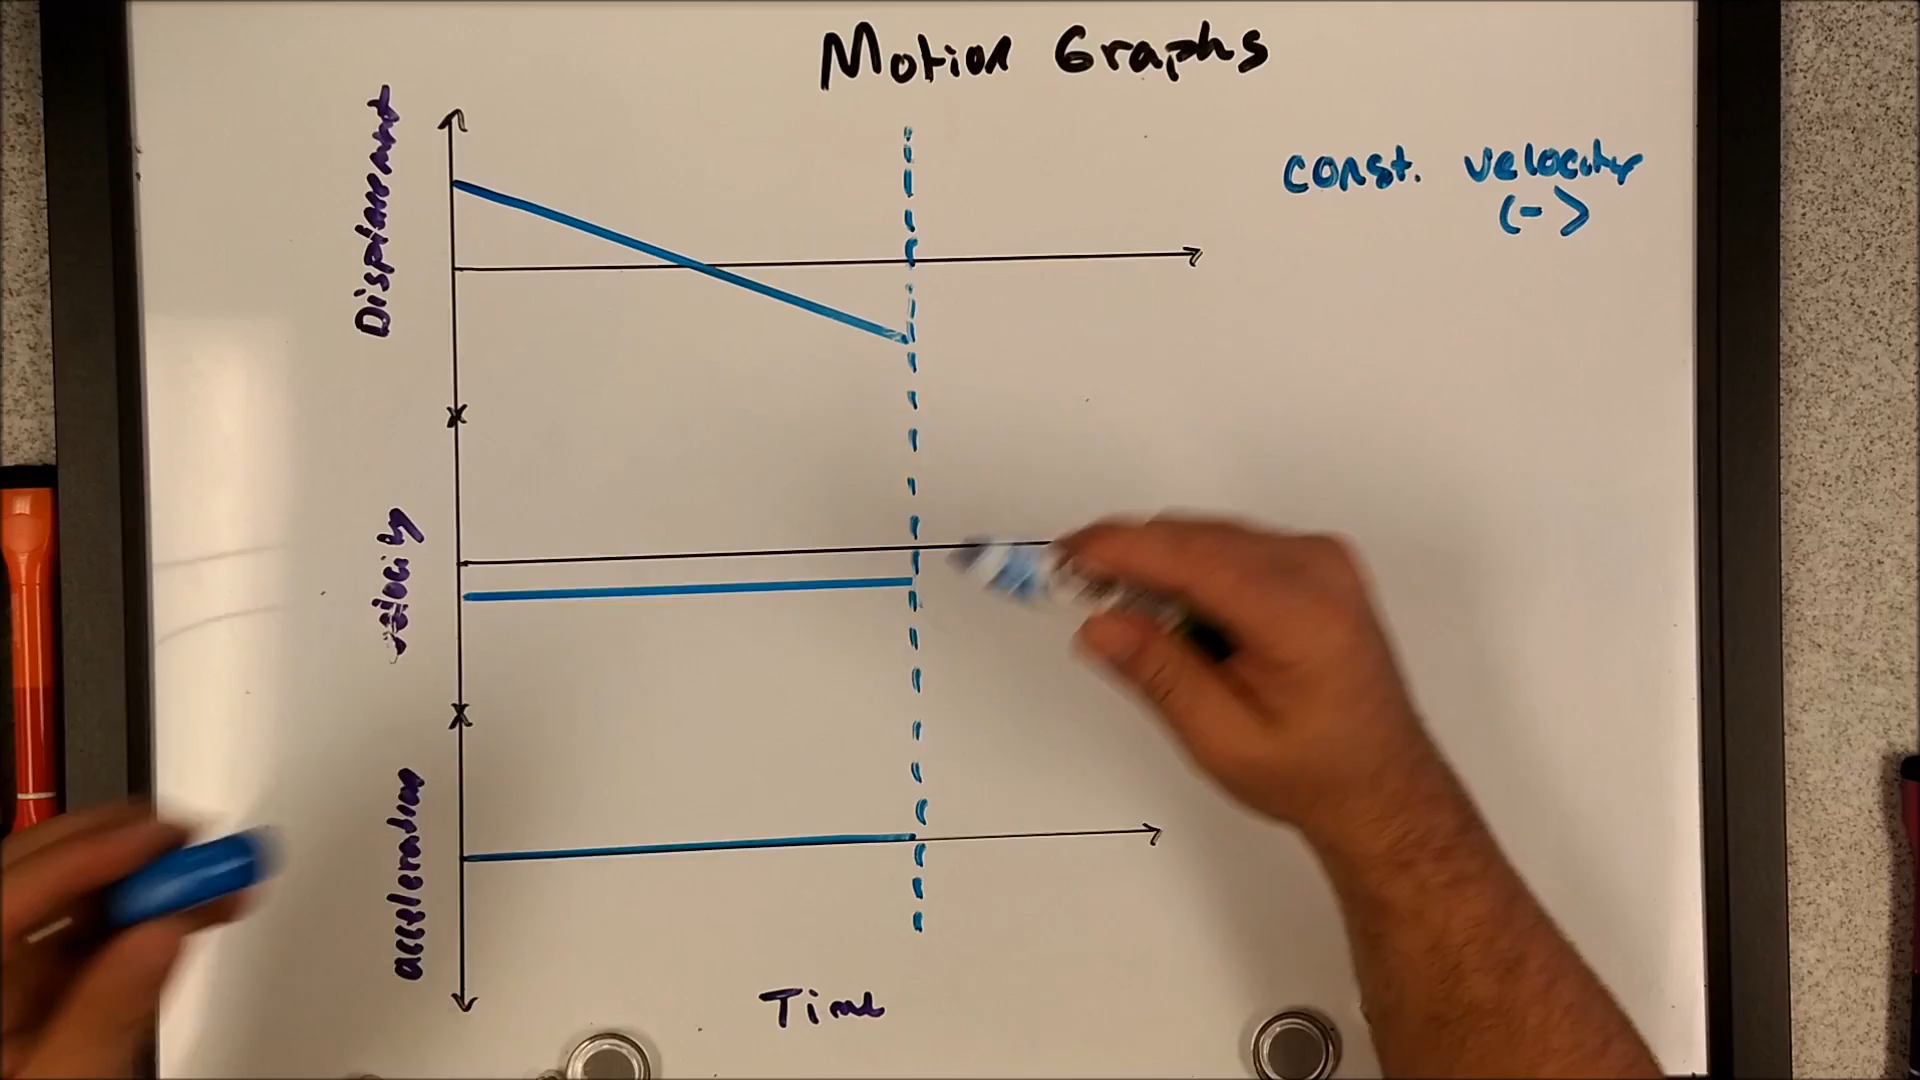 Motion Graphs
Displacement
const. velocity
(-)
velocity
acceleration
Time